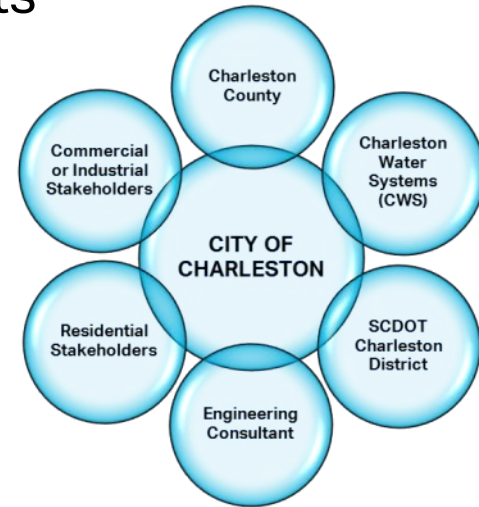 ts
Charleston
County
Commercial
or Industrial
Stakeholders
Charleston
Water
Systems
(CWS)
CITY OF
CHARLESTON
Residential
Stakeholders
SCDOT
Charleston
District
Engineering
Consultant